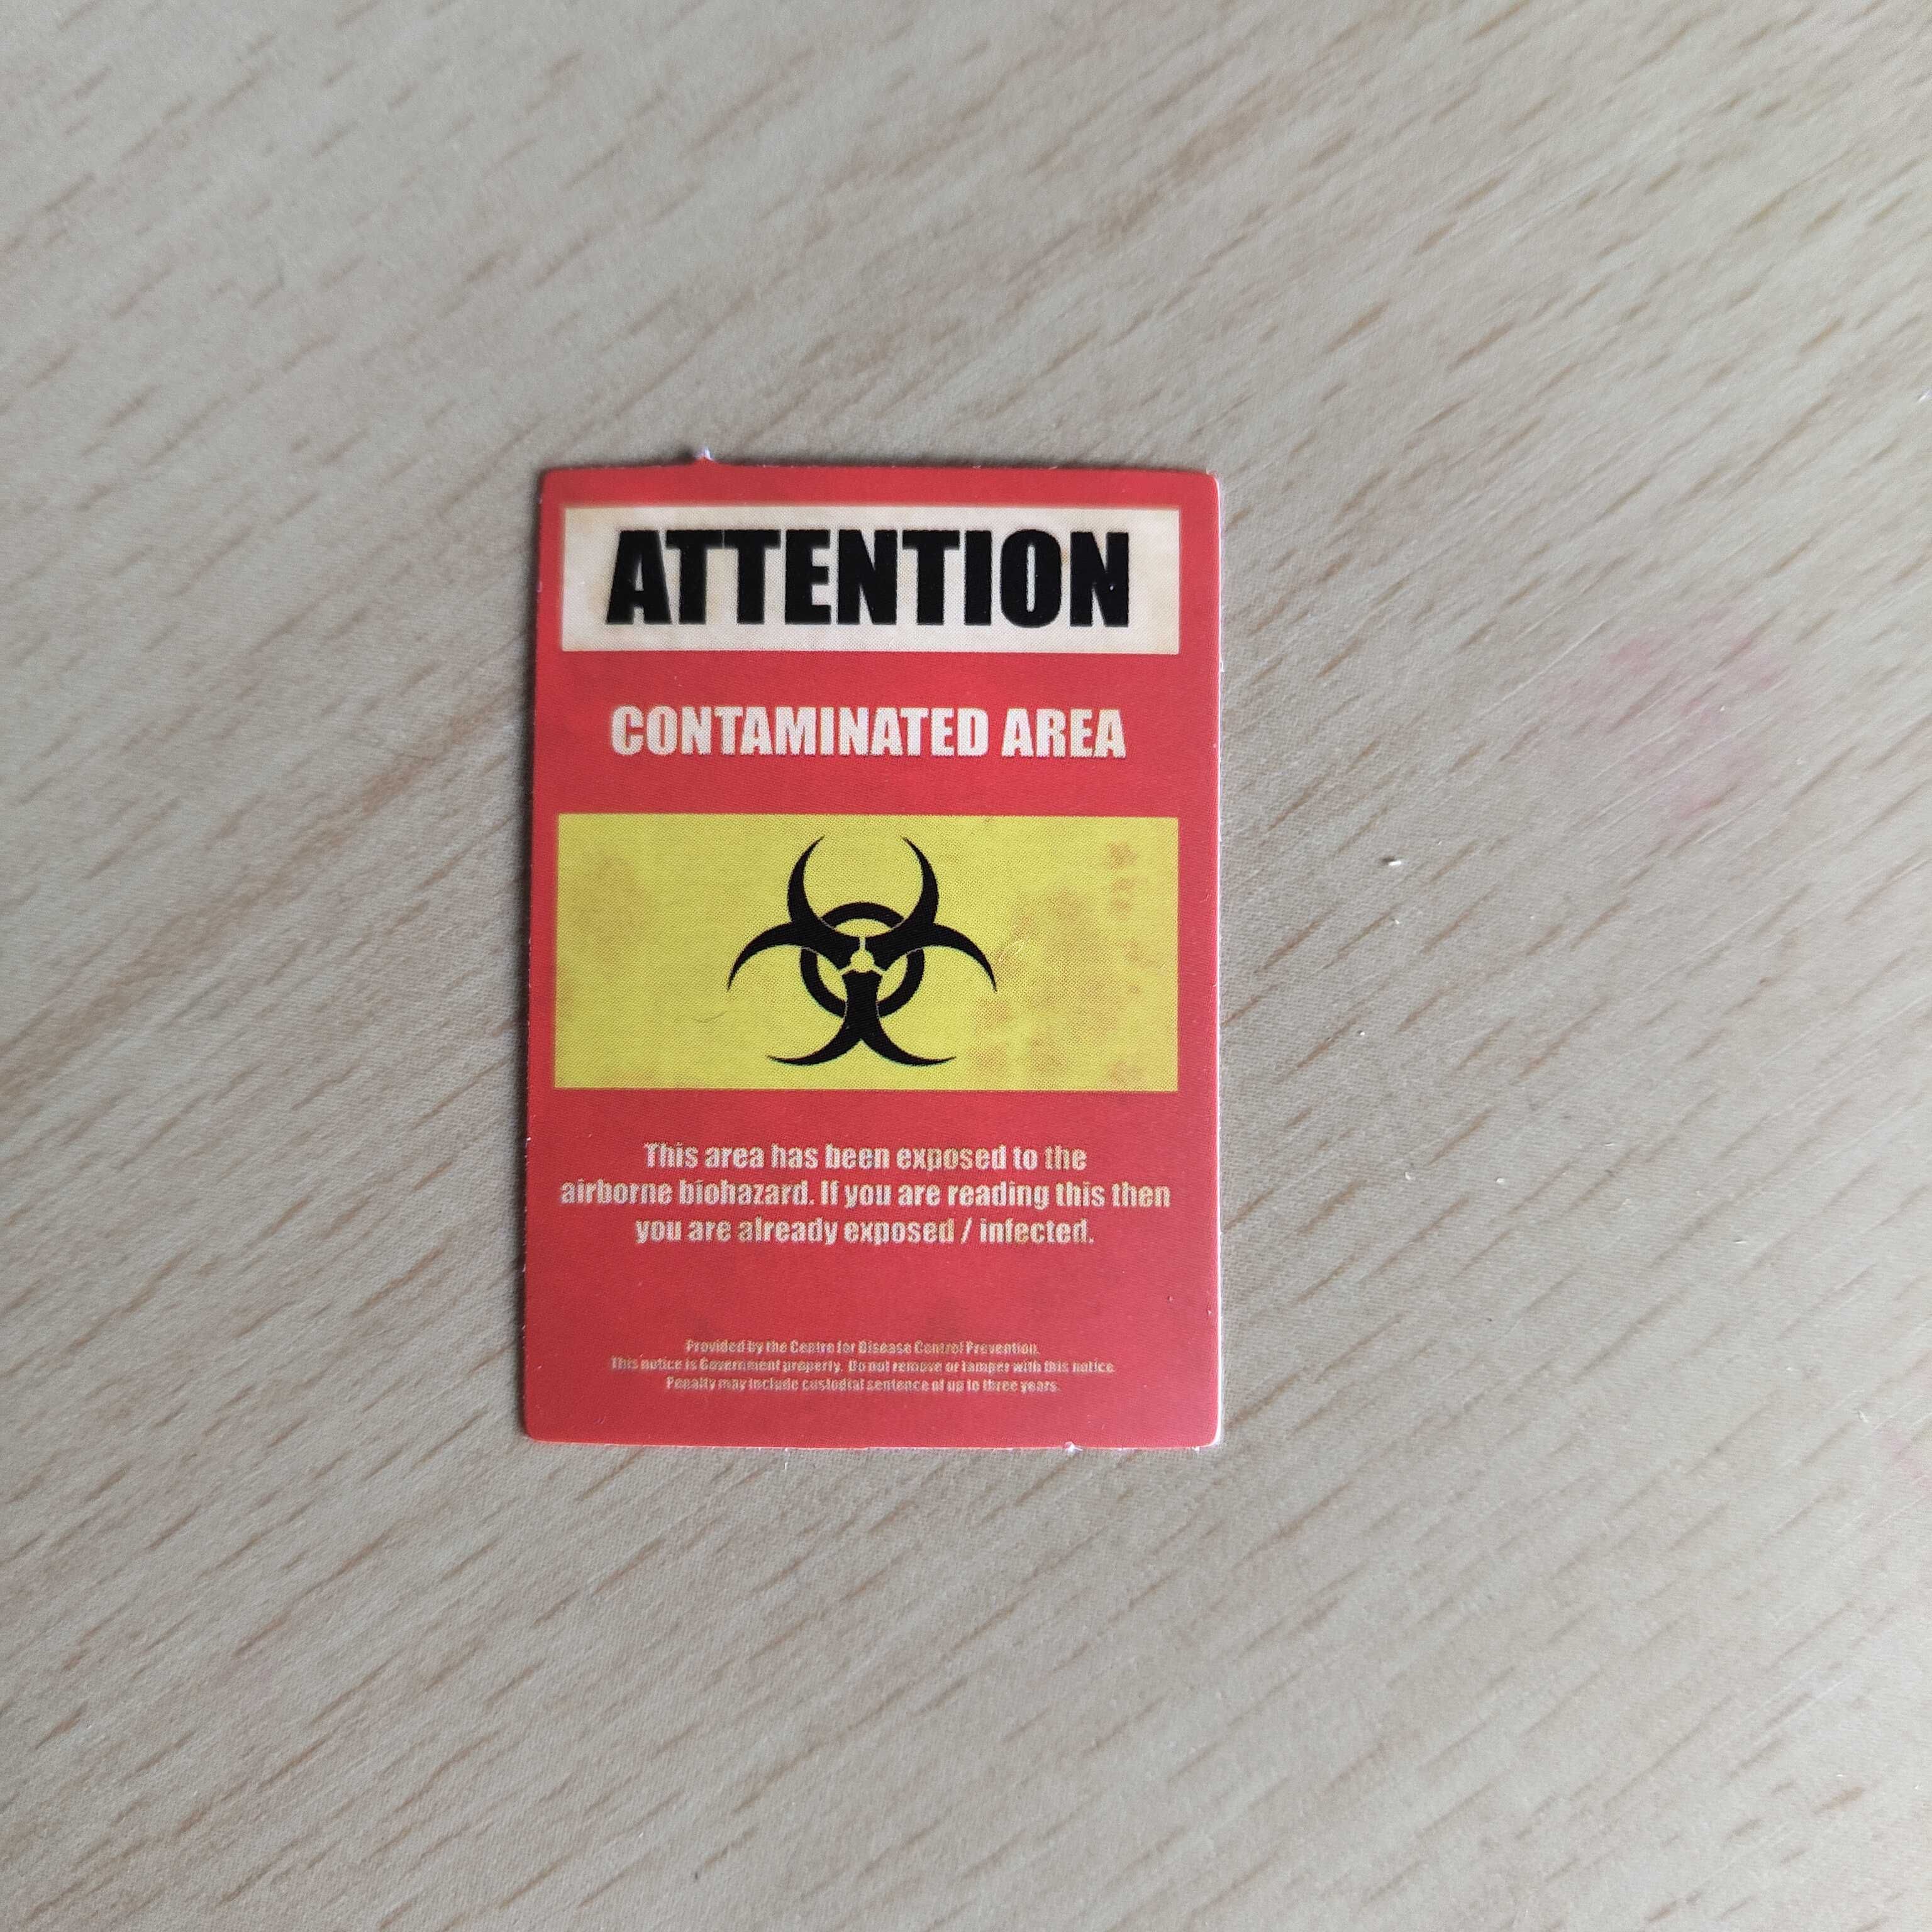 ATTENTION
CONTAMINATED AREA
This area has been exposed to the
airborne biohazard. If you are reading this then
you are already exposed / infected.
Provided by the Centre for Disease Control Prevention.
This notice is Government property. Do not remove or tamper with this notice
Penalty may include custodial sentence of up to three years.